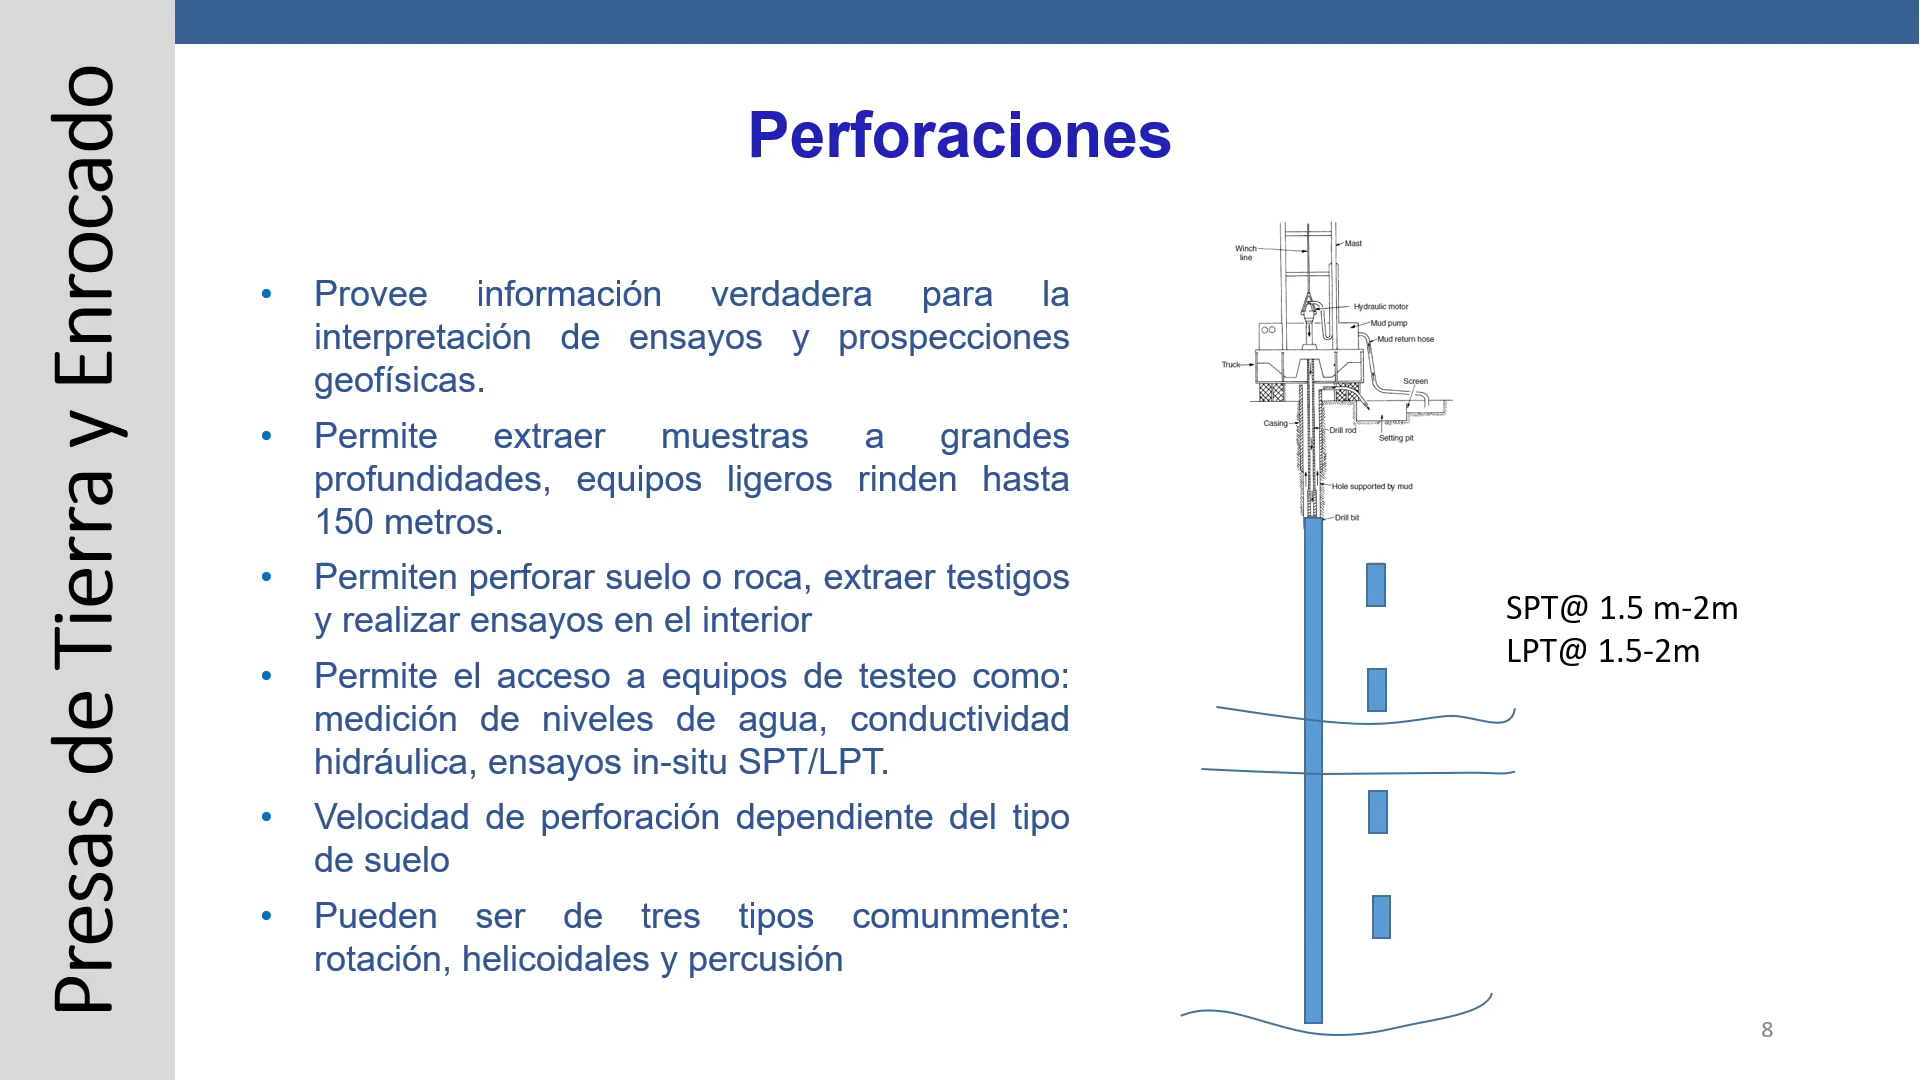 Presas de Tierra y Enrocado
Perforaciones
• Provee información verdadera para la
interpretación de ensayos y prospecciones
geofísicas.
• Permite extraer muestras a grandes
profundidades, equipos ligeros rinden hasta
150 metros.
• Permiten perforar suelo o roca, extraer testigos
y realizar ensayos en el interior
• Permite el acceso a equipos de testeo como:
medición de niveles de agua, conductividad
hidráulica, ensayos in-situ SPT/LPT.
• Velocidad de perforación dependiente del tipo
de suelo
• Pueden ser de tres tipos comunmente:
rotación, helicoidales y percusión
Winch
line
Mast
Hydraulic motor
Mud pump
Mud return hose
Truck
Screen
Casing
Drill rod
Setting pit
Hole supported by mud
Drill bit
SPT@ 1.5 m-2m
LPT@ 1.5-2m
8